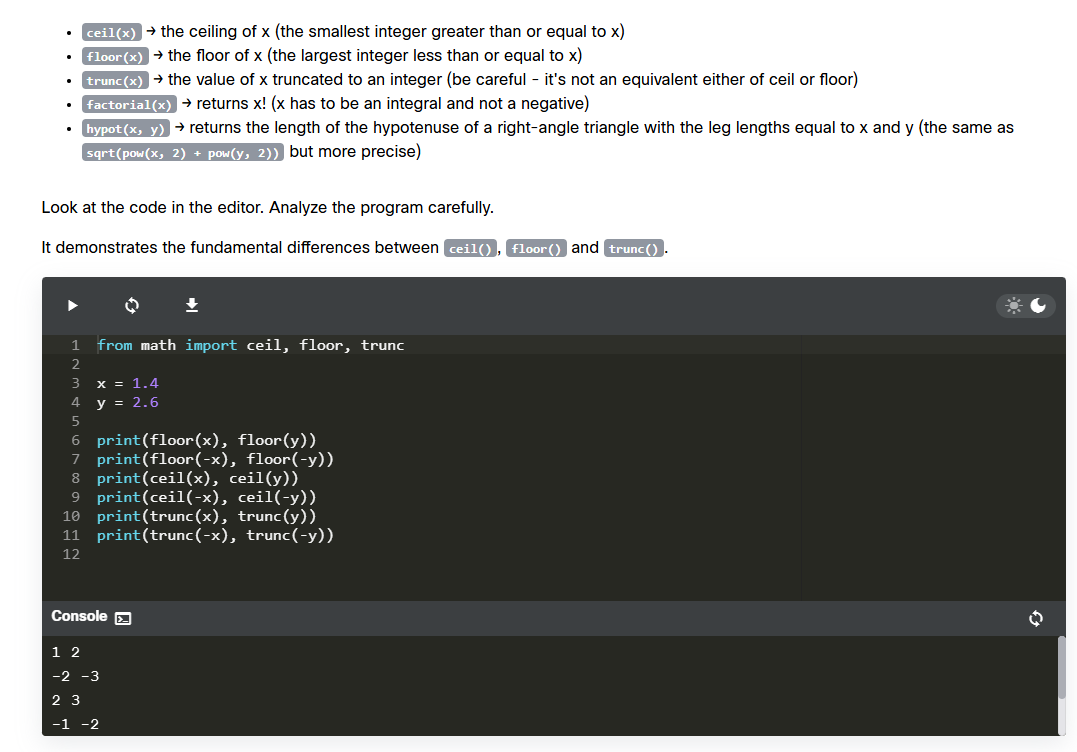 ceil(x) → the ceiling of x (the smallest integer greater than or equal to x)
floor(x) → the floor of x (the largest integer less than or equal to x)
trunc(x) → the value of x truncated to an integer (be careful - it's not an equivalent either of ceil or floor)
factorial(x) → returns x! (x has to be an integral and not a negative)
hypot(x, y) → returns the length of the hypotenuse of a right-angle triangle with the leg lengths equal to x and y (the same as
sqrt(pow(x, 2) + pow(y, 2)) but more precise)
Look at the code in the editor. Analyze the program carefully.
It demonstrates the fundamental differences between ceil(), floor() and trunc().
1 from math import ceil, floor, trunc
2
3 x = 1.4
4 y = 2.6
5
6 print(floor(x), floor(y))
7 print(floor(-x), floor(-y))
8 print(ceil(x), ceil(y))
9 print(ceil(-x), ceil(-y))
10 print(trunc(x), trunc(y))
11 print(trunc(-x), trunc(-y))
12
Console
1 2
-2 -3
2 3
-1 -2